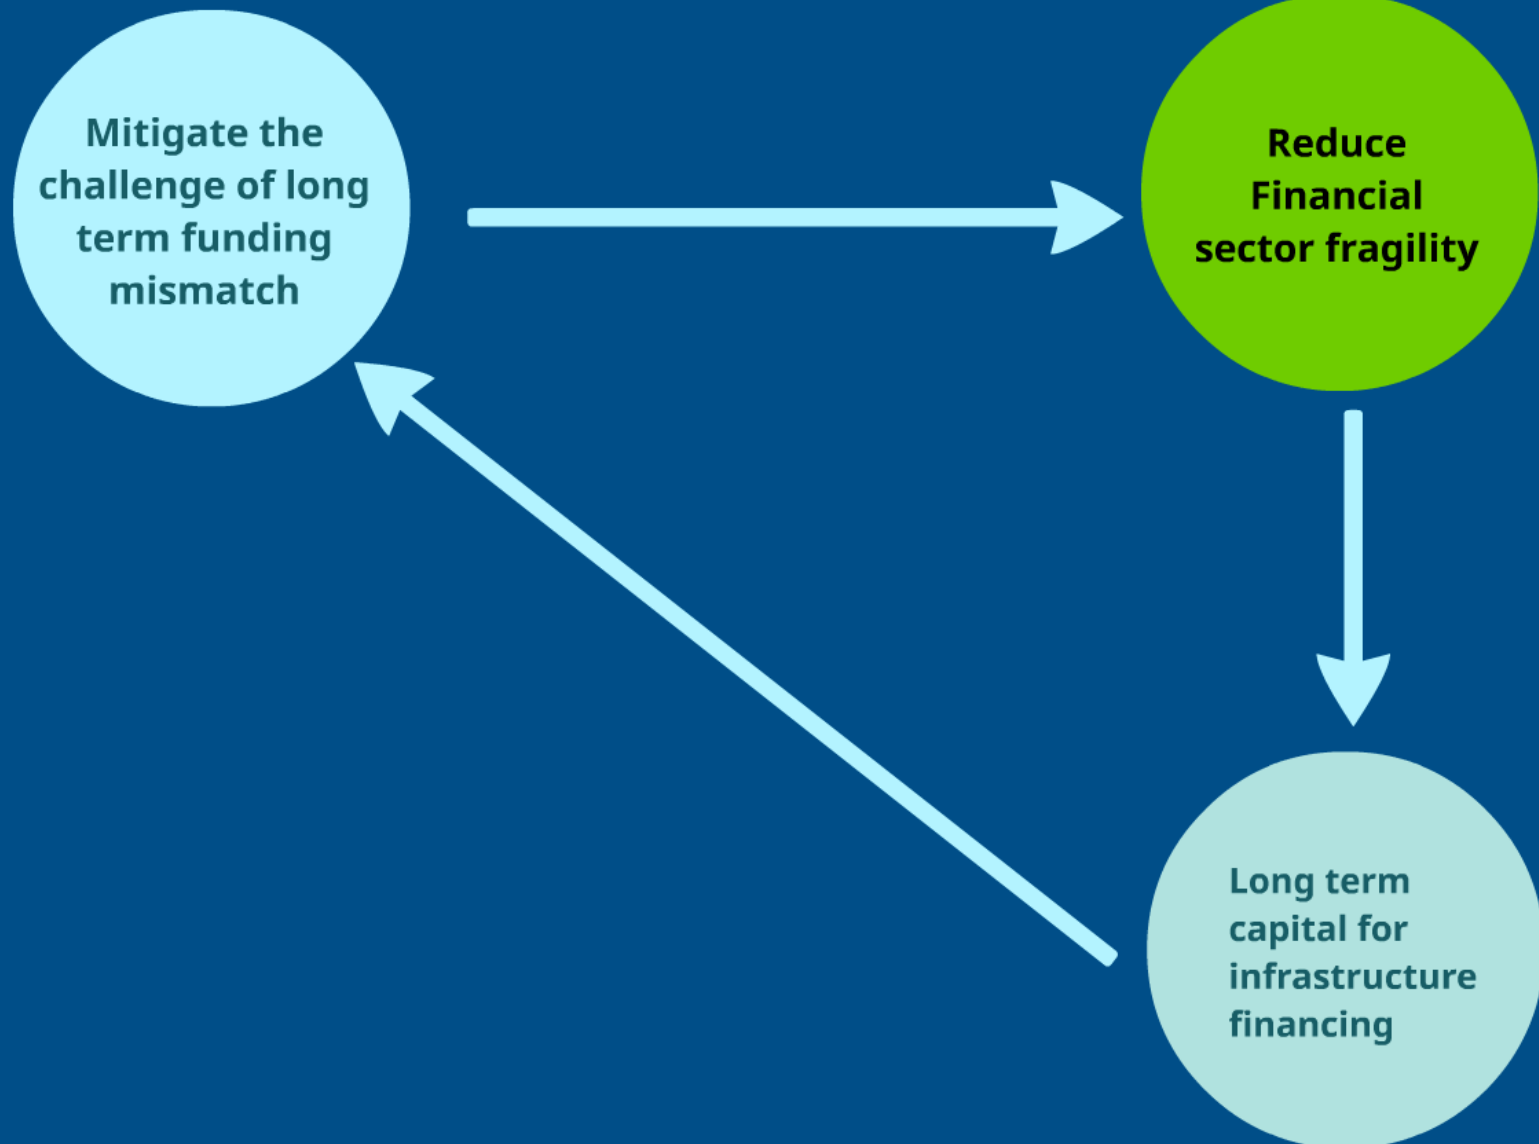 Mitigate the
challenge of long
term funding
mismatch
Reduce
Financial
sector fragility
Long term
capital for
infrastructure
financing